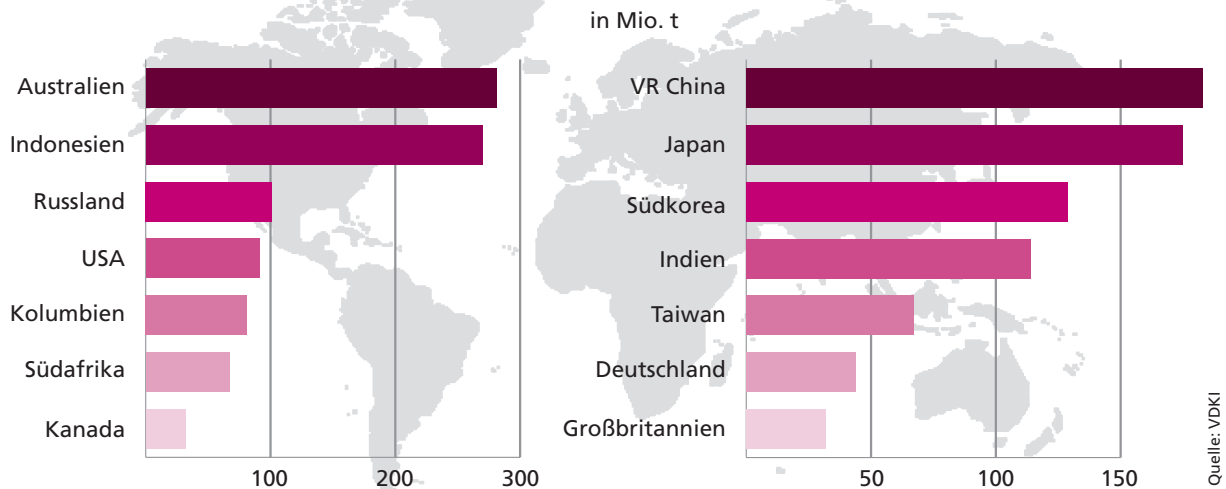 in Mio. t
Australien
Indonesien
Russland
USA
Kolumbien
Südafrika
Kanada
100
200
300
VR China
Japan
Südkorea
Indien
Taiwan
Deutschland
Großbritannien
50
100
150
Quelle: VDKI